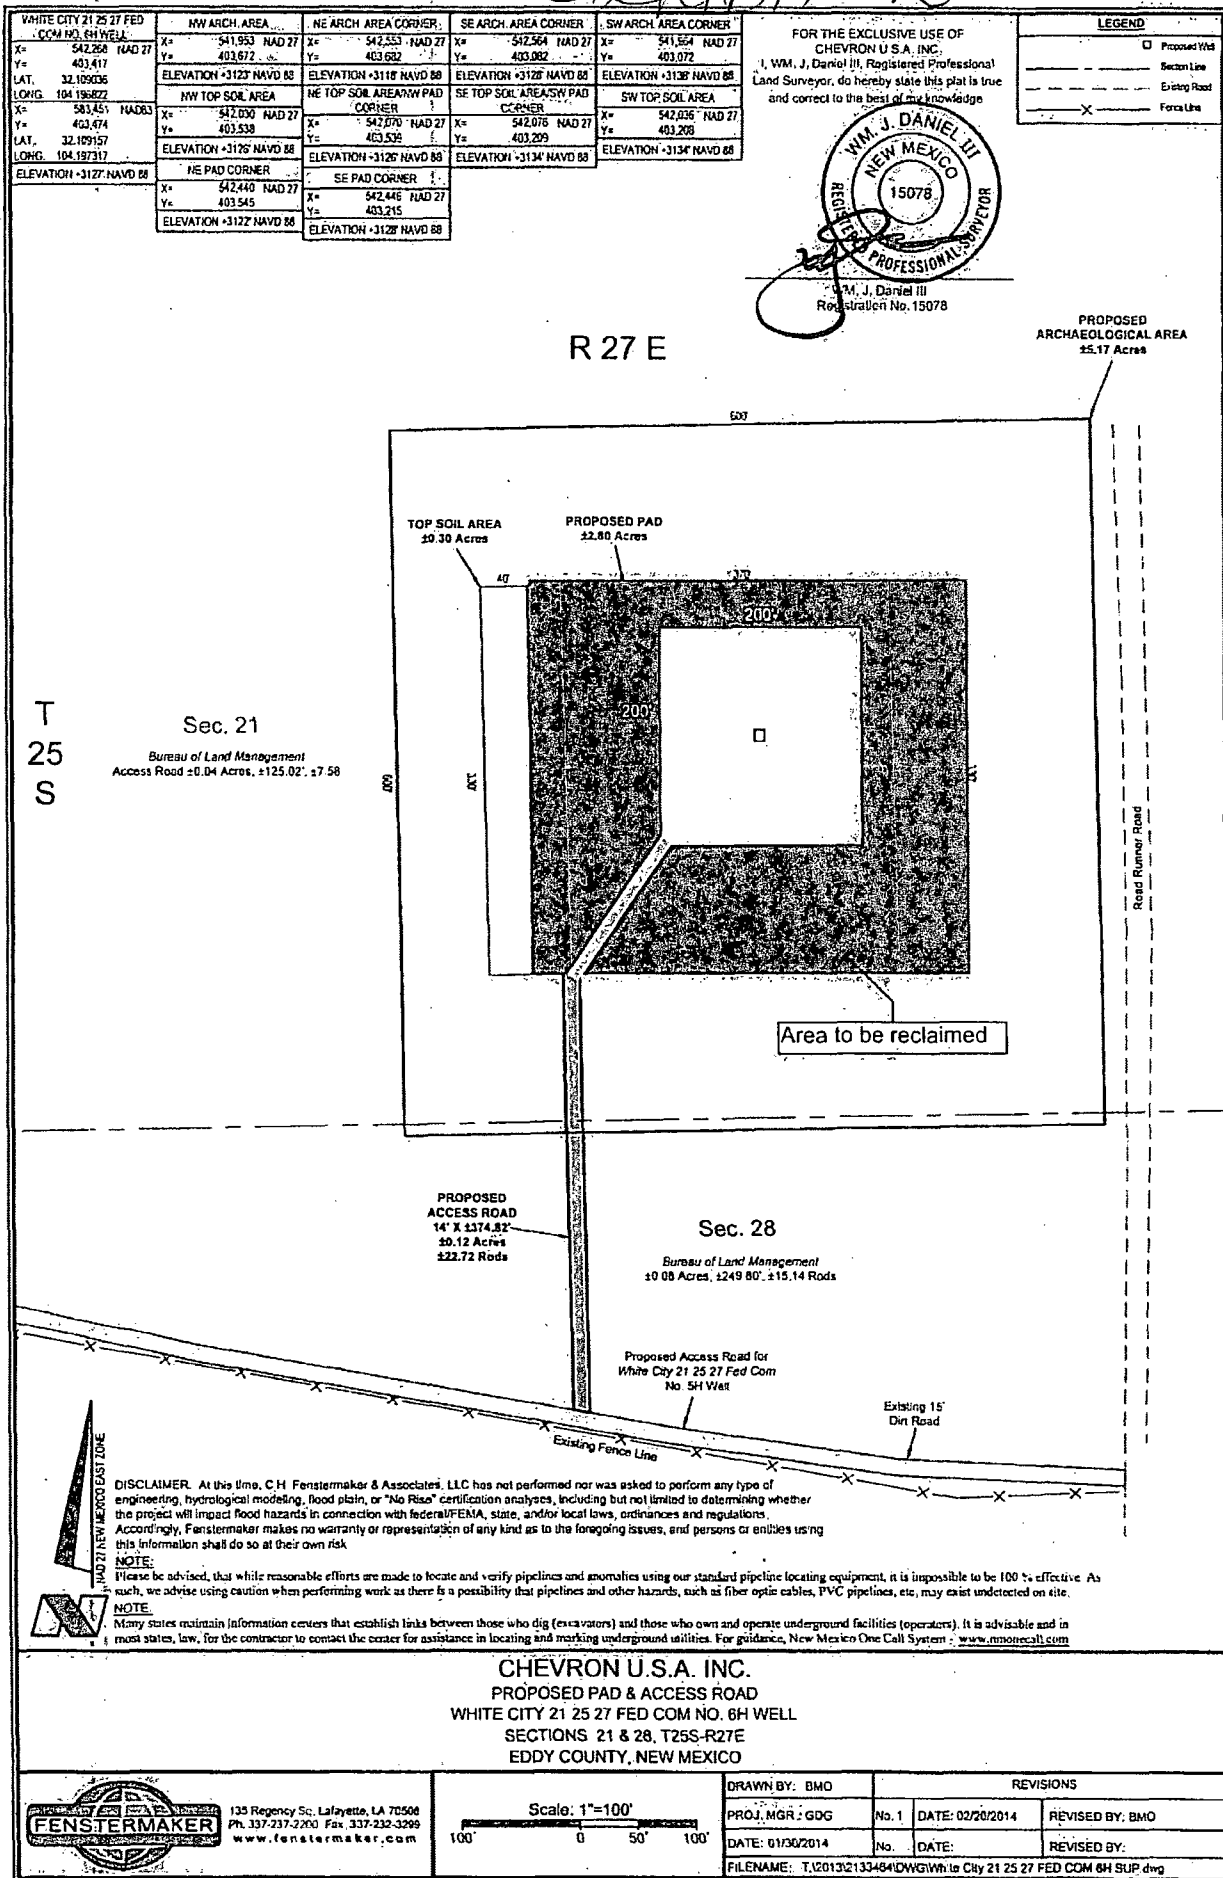 WHITE CITY 21 25 27 FED
COM NO. 6H WELL
X= 542,268 NAD 27
Y= 403,417
LAT. 32.109036
LONG. 104.196822
X= 583,451 NAD83
Y= 403,474
LAT. 32.109157
LONG. 104.197317
ELEVATION +3127' NAVD 88
NW ARCH. AREA
X= 541,953 NAD 27
Y= 403,672
ELEVATION +3123' NAVD 88
NW TOP SOIL AREA
X= 542,030 NAD 27
Y= 403,538
ELEVATION +3126' NAVD 88
NE PAD CORNER
X= 542,440 NAD 27
Y= 403,545
ELEVATION +3122' NAVD 88
NE ARCH AREA CORNER
X= 542,553 NAD 27
Y= 403,682
ELEVATION +3118' NAVD 88
NE TOP SOIL AREA/NW PAD
CORNER
X= 542,070 NAD 27
Y= 403,539
ELEVATION +3126' NAVD 88
SE PAD CORNER
X= 542,446 NAD 27
Y= 403,215
ELEVATION +3128' NAVD 88
SE ARCH. AREA CORNER
X= 542,564 NAD 27
Y= 403,082
ELEVATION +3128' NAVD 88
SE TOP SOIL AREA/SW PAD
CORNER
X= 542,076 NAD 27
Y= 403,209
ELEVATION +3134' NAVD 88
SW ARCH. AREA CORNER
X= 541,964 NAD 27
Y= 403,072
ELEVATION +3138' NAVD 88
SW TOP SOIL AREA
X= 542,036 NAD 27
Y= 403,208
ELEVATION +3134' NAVD 88
FOR THE EXCLUSIVE USE OF
CHEVRON U.S.A. INC.
I, WM. J. Daniel III, Registered Professional
Land Surveyor, do hereby state this plat is true
and correct to the best of my knowledge
WM. J. DANIEL III
NEW MEXICO
15078
REGISTERED PROFESSIONAL SURVEYOR
WM. J. Daniel III
Registration No. 15078
LEGEND
Proposed Well
Section Line
Existing Road
Fence Line
R 27 E
PROPOSED
ARCHAEOLOGICAL AREA
±5.17 Acres
600'
TOP SOIL AREA
±0.30 Acres
PROPOSED PAD
±2.80 Acres
40'
200'
200'
330'
600'
T
25
S
Sec. 21
Bureau of Land Management
Access Road ±0.04 Acres, ±125.02', ±7.58
Road Runner Road
Area to be reclaimed
PROPOSED
ACCESS ROAD
14' X ±374.82'
±0.12 Acres
±22.72 Rods
Sec. 28
Bureau of Land Management
±0.08 Acres, ±249.80', ±15.14 Rods
Proposed Access Road for
White City 21 25 27 Fed Com
No. 5H Well
Existing 15'
Dirt Road
Existing Fence Line
NAD 27 NEW MEXICO EAST ZONE
DISCLAIMER. At this time, C.H. Fenstermaker & Associates, LLC has not performed nor was asked to perform any type of
engineering, hydrological modeling, flood plain, or "No Rise" certification analyses, including but not limited to determining whether
the project will impact flood hazards in connection with federal/FEMA, state, and/or local laws, ordinances and regulations.
Accordingly, Fenstermaker makes no warranty or representation of any kind as to the foregoing issues, and persons or entities using
this information shall do so at their own risk
NOTE:
Please be advised, that while reasonable efforts are made to locate and verify pipelines and anomalies using our standard pipeline locating equipment, it is impossible to be 100 % effective. As
such, we advise using caution when performing work as there is a possibility that pipelines and other hazards, such as fiber optic cables, PVC pipelines, etc, may exist undetected on site.
NOTE.
Many states maintain information centers that establish links between those who dig (excavators) and those who own and operate underground facilities (operators). It is advisable and in
most states, law, for the contractor to contact the center for assistance in locating and marking underground utilities. For guidance, New Mexico One Call System - www.nmonecall.com
CHEVRON U.S.A. INC.
PROPOSED PAD & ACCESS ROAD
WHITE CITY 21 25 27 FED COM NO. 6H WELL
SECTIONS 21 & 28, T25S-R27E
EDDY COUNTY, NEW MEXICO
FENSTERMAKER
135 Regency Sq. Lafayette, LA 70508
Ph. 337-237-2200 Fax. 337-232-3299
www.fenstermaker.com
Scale: 1"=100'
100' 0 50' 100'
DRAWN BY: BMO
PROJ. MGR.: GDG
DATE: 01/30/2014
REVISIONS
No. 1 DATE: 02/20/2014 REVISED BY: BMO
No. DATE: REVISED BY:
FILENAME: T:\2013\2133464\DWG\White City 21 25 27 FED COM 6H SUP.dwg